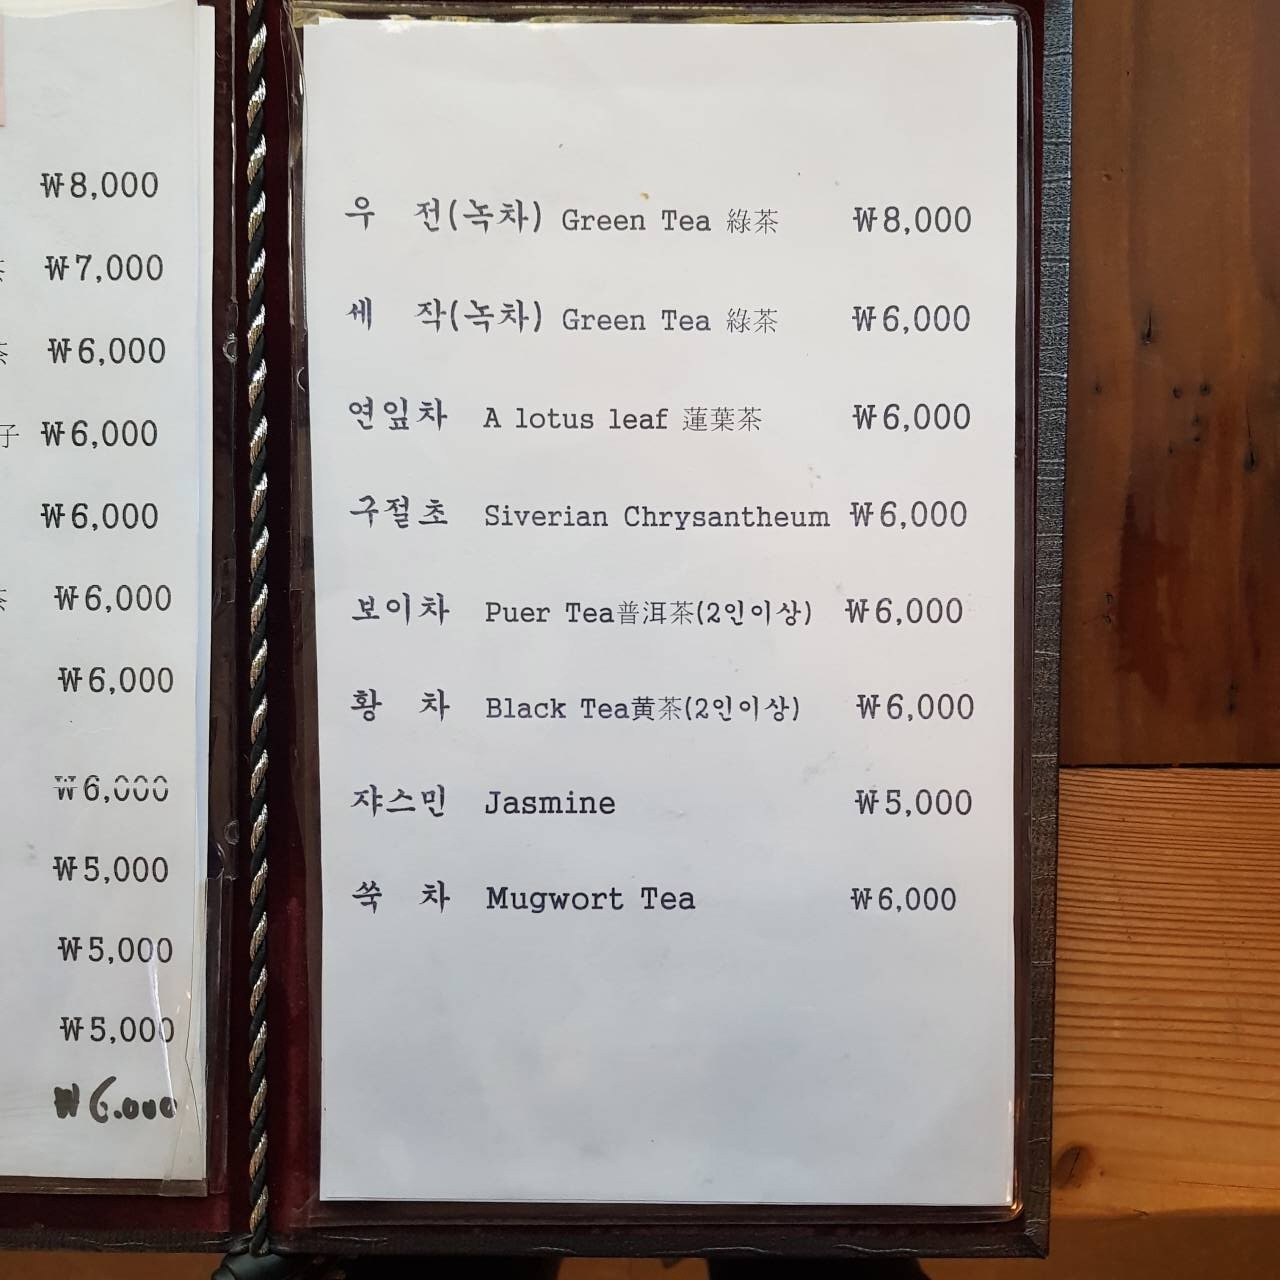 ₩8,000
茶 ₩7,000
茶 ₩6,000
子 ₩6,000
₩6,000
茶 ₩6,000
₩6,000
₩6,000
₩5,000
₩5,000
₩5,000
₩6.000
우 전(녹차) Green Tea 綠茶 ₩8,000
세 작(녹차) Green Tea 綠茶 ₩6,000
연잎차 A lotus leaf 蓮葉茶 ₩6,000
구절초 Siverian Chrysantheum ₩6,000
보이차 Puer Tea普洱茶(2인이상) ₩6,000
황 차 Black Tea黄茶(2인이상) ₩6,000
쟈스민 Jasmine ₩5,000
쑥 차 Mugwort Tea ₩6,000